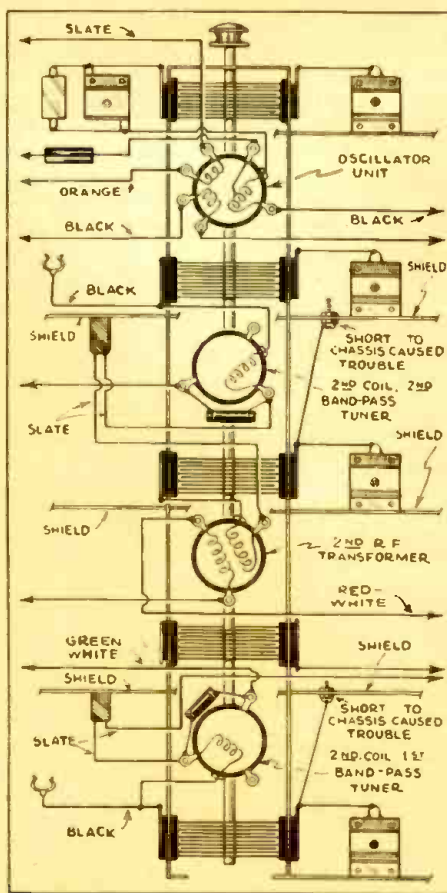 SLATE
OSCILLATOR
UNIT
ORANGE
BLACK
BLACK
BLACK
SHIELD
SHIELD
SHORT TO
CHASSIS CAUSED
TROUBLE
2ND COIL, 2ND
BAND-PASS
TUNER
SLATE
SHIELD
SHIELD
2ND R F
TRANSFORMER
RED-
WHITE
GREEN
WHITE
SHIELD
SHIELD
SHORT TO
CHASSIS CAUSED
TROUBLE
SLATE
2ND. COIL 1ST
BAND-PASS
TUNER
BLACK